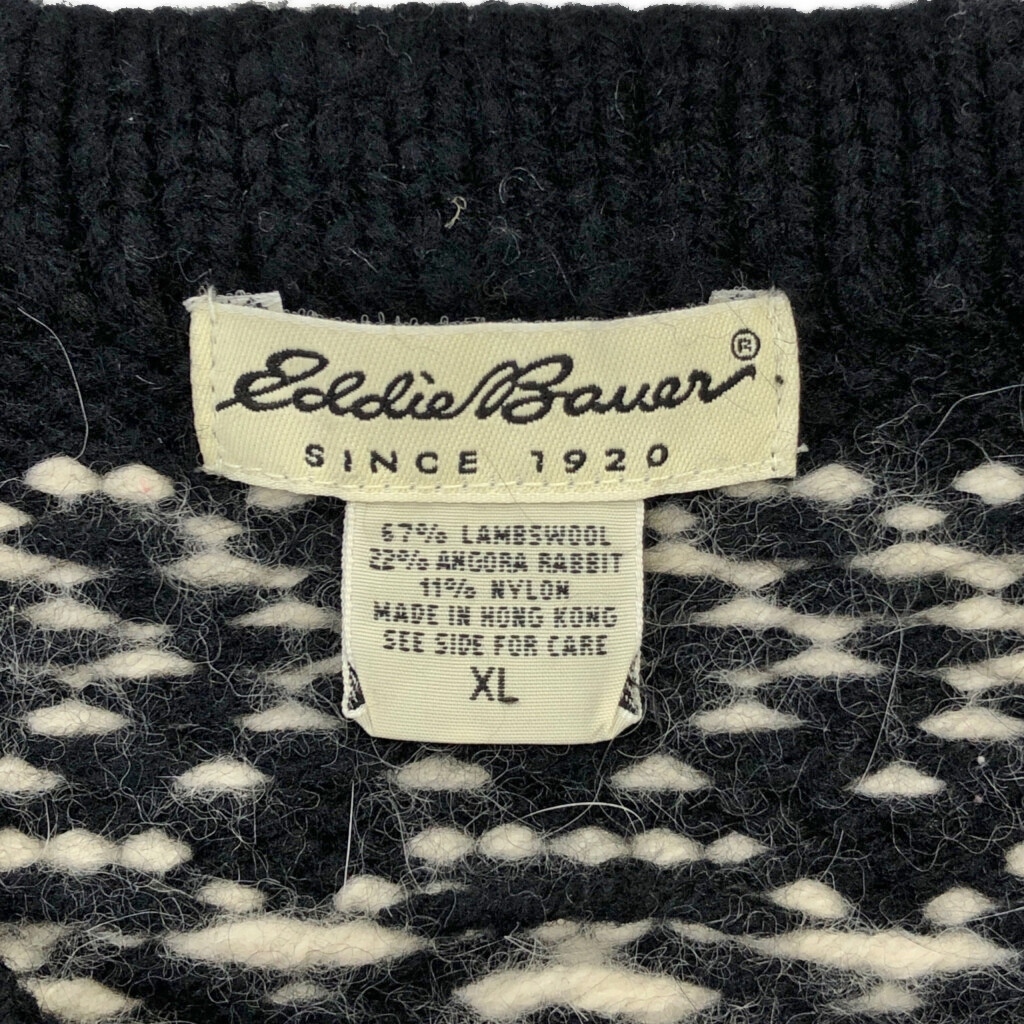 Eddie Bauer®
SINCE 1920
67% LAMBSWOOL
22% ANGORA RABBIT
11% NYLON
MADE IN HONG KONG
SEE SIDE FOR CARE
XL